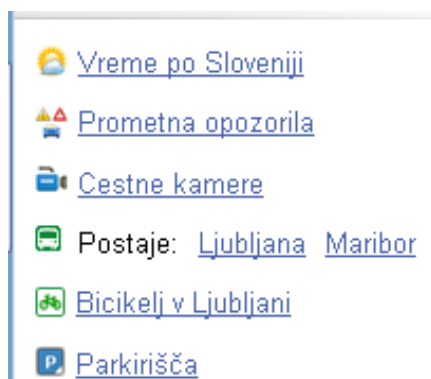 Vreme po Sloveniji
Prometna opozorila
Cestne kamere
Postaje: Ljubljana Maribor
Bicikelj v Ljubljani
P Parkirišča